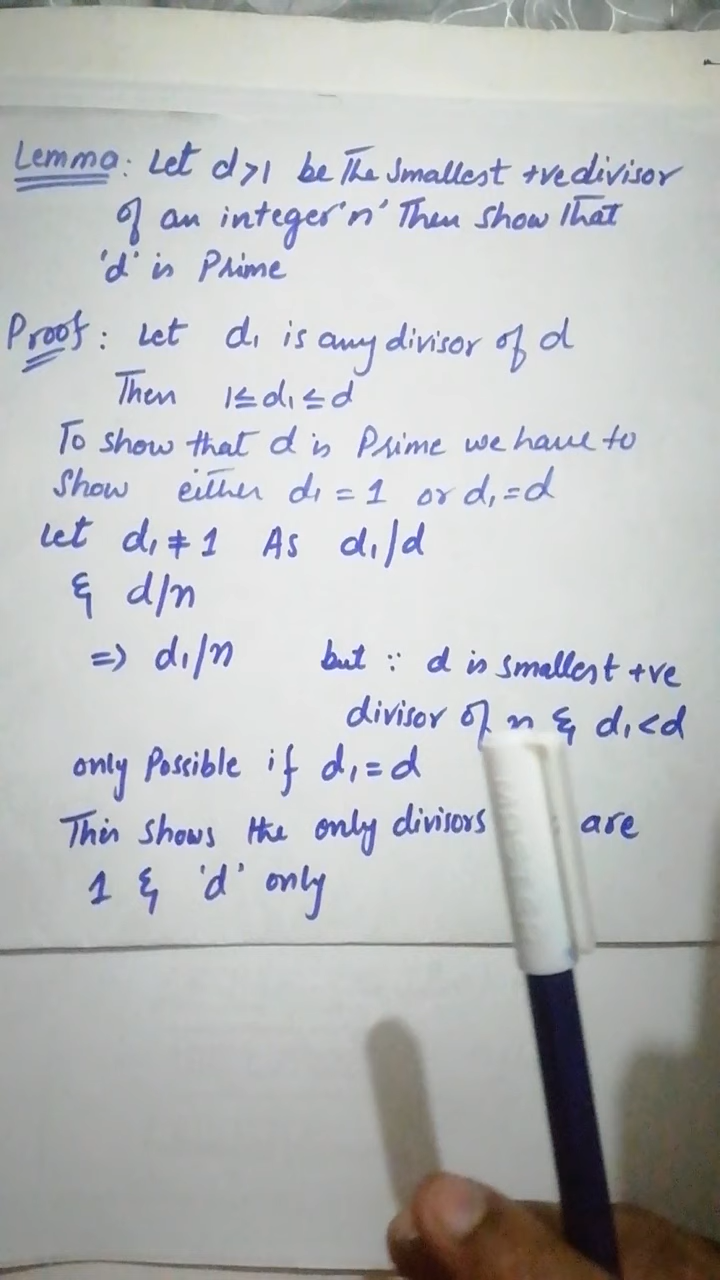 Lemma: Let d>1 be the smallest +ve divisor
of an integer 'n' Then show that
'd' is Prime
Proof: Let d₁ is any divisor of d
Then 1≤d₁≤d
To show that d is Prime we have to
show either d₁ = 1 or d₁=d
Let d₁ ≠ 1 As d₁/d
& d/n
=> d₁/n but ∵ d is smallest +ve
divisor of n & d₁<d
only Possible if d₁=d
This shows the only divisors are
1 & 'd' only